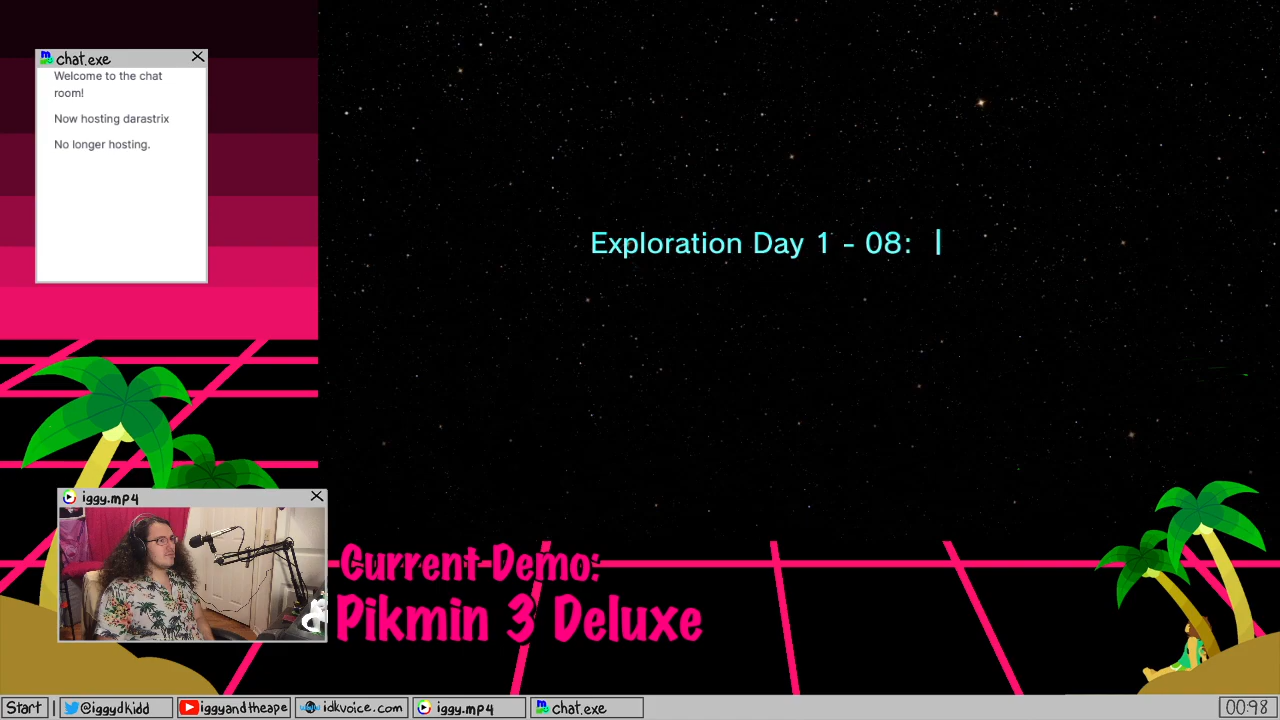 chat.exe
Welcome to the chat
room!
Now hosting darastrix
No longer hosting.
Exploration Day 1 - 08:
iggy.mp4
Current Demo:
Pikmin 3 Deluxe
Start
@iggydkidd
iggyandtheape
www idkvoice.com
iggy.mp4
chat.exe
00:98